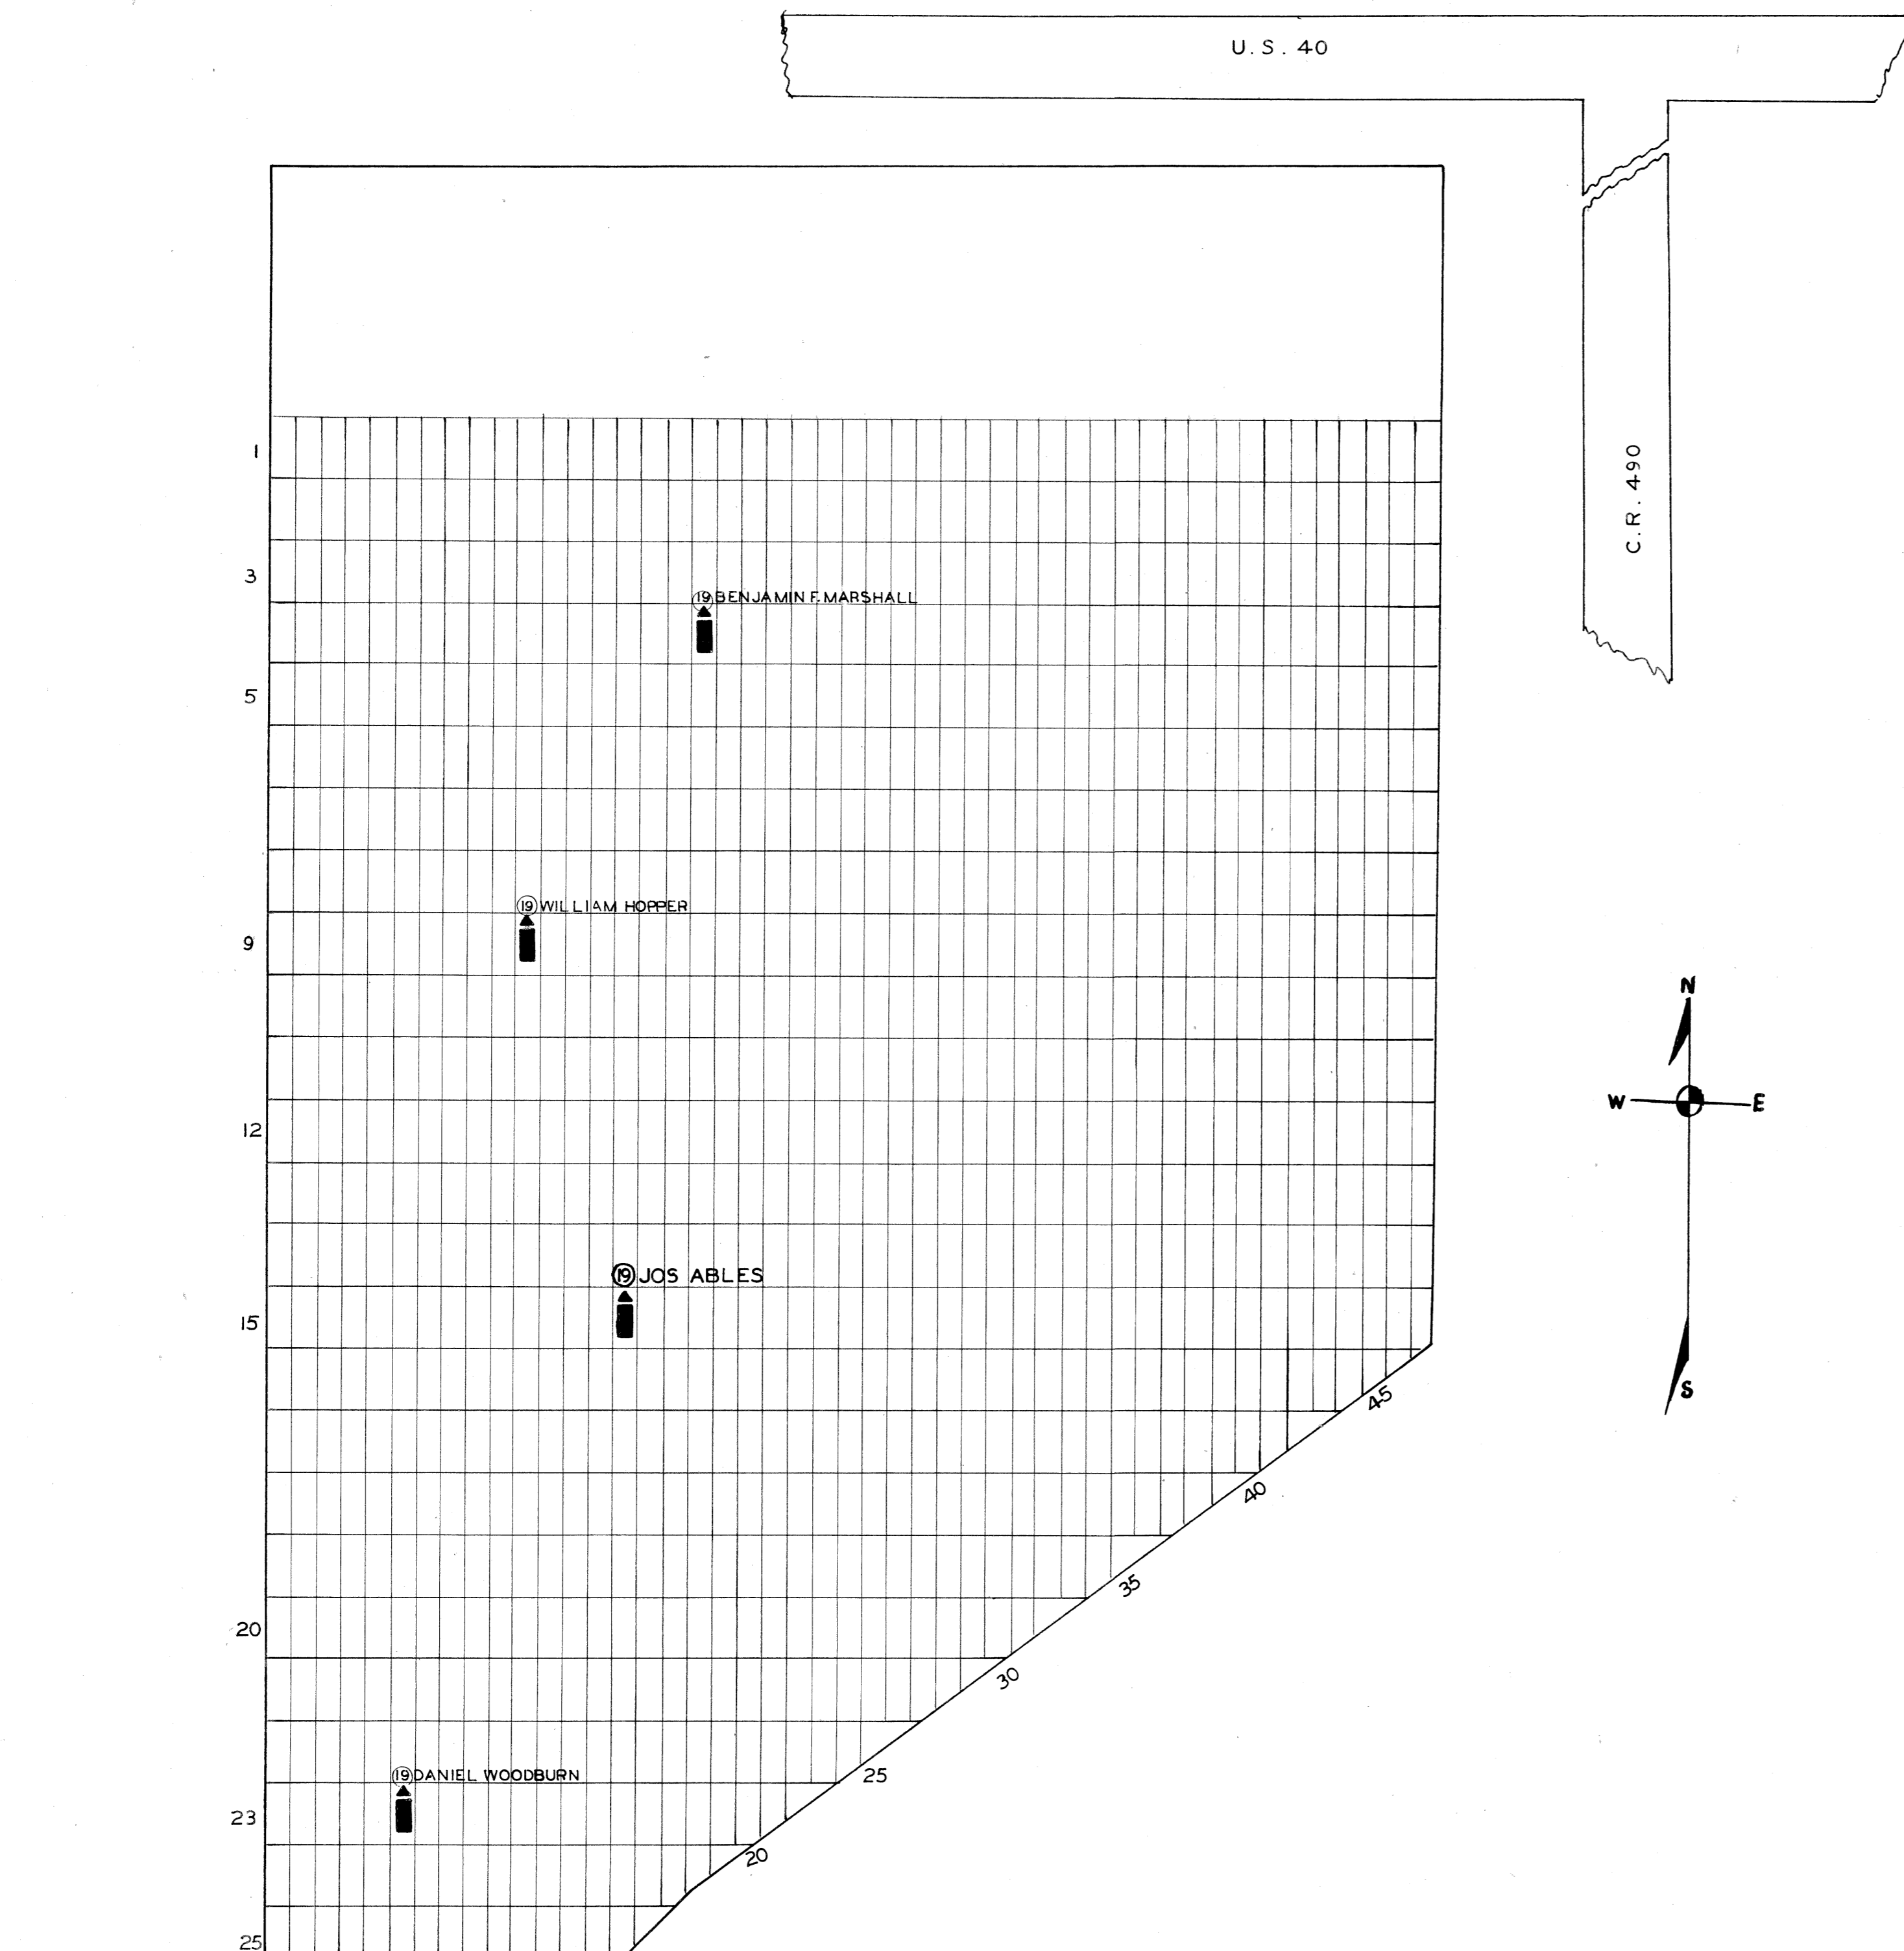 U.S. 40
1
C.R. 490
3
19 BENJAMIN F. MARSHALL
5
19 WILLIAM HOPPER
9
N
W E
12
19 JOS ABLES
15
S
45
40
35
20
30
25
19 DANIEL WOODBURN
23
20
25